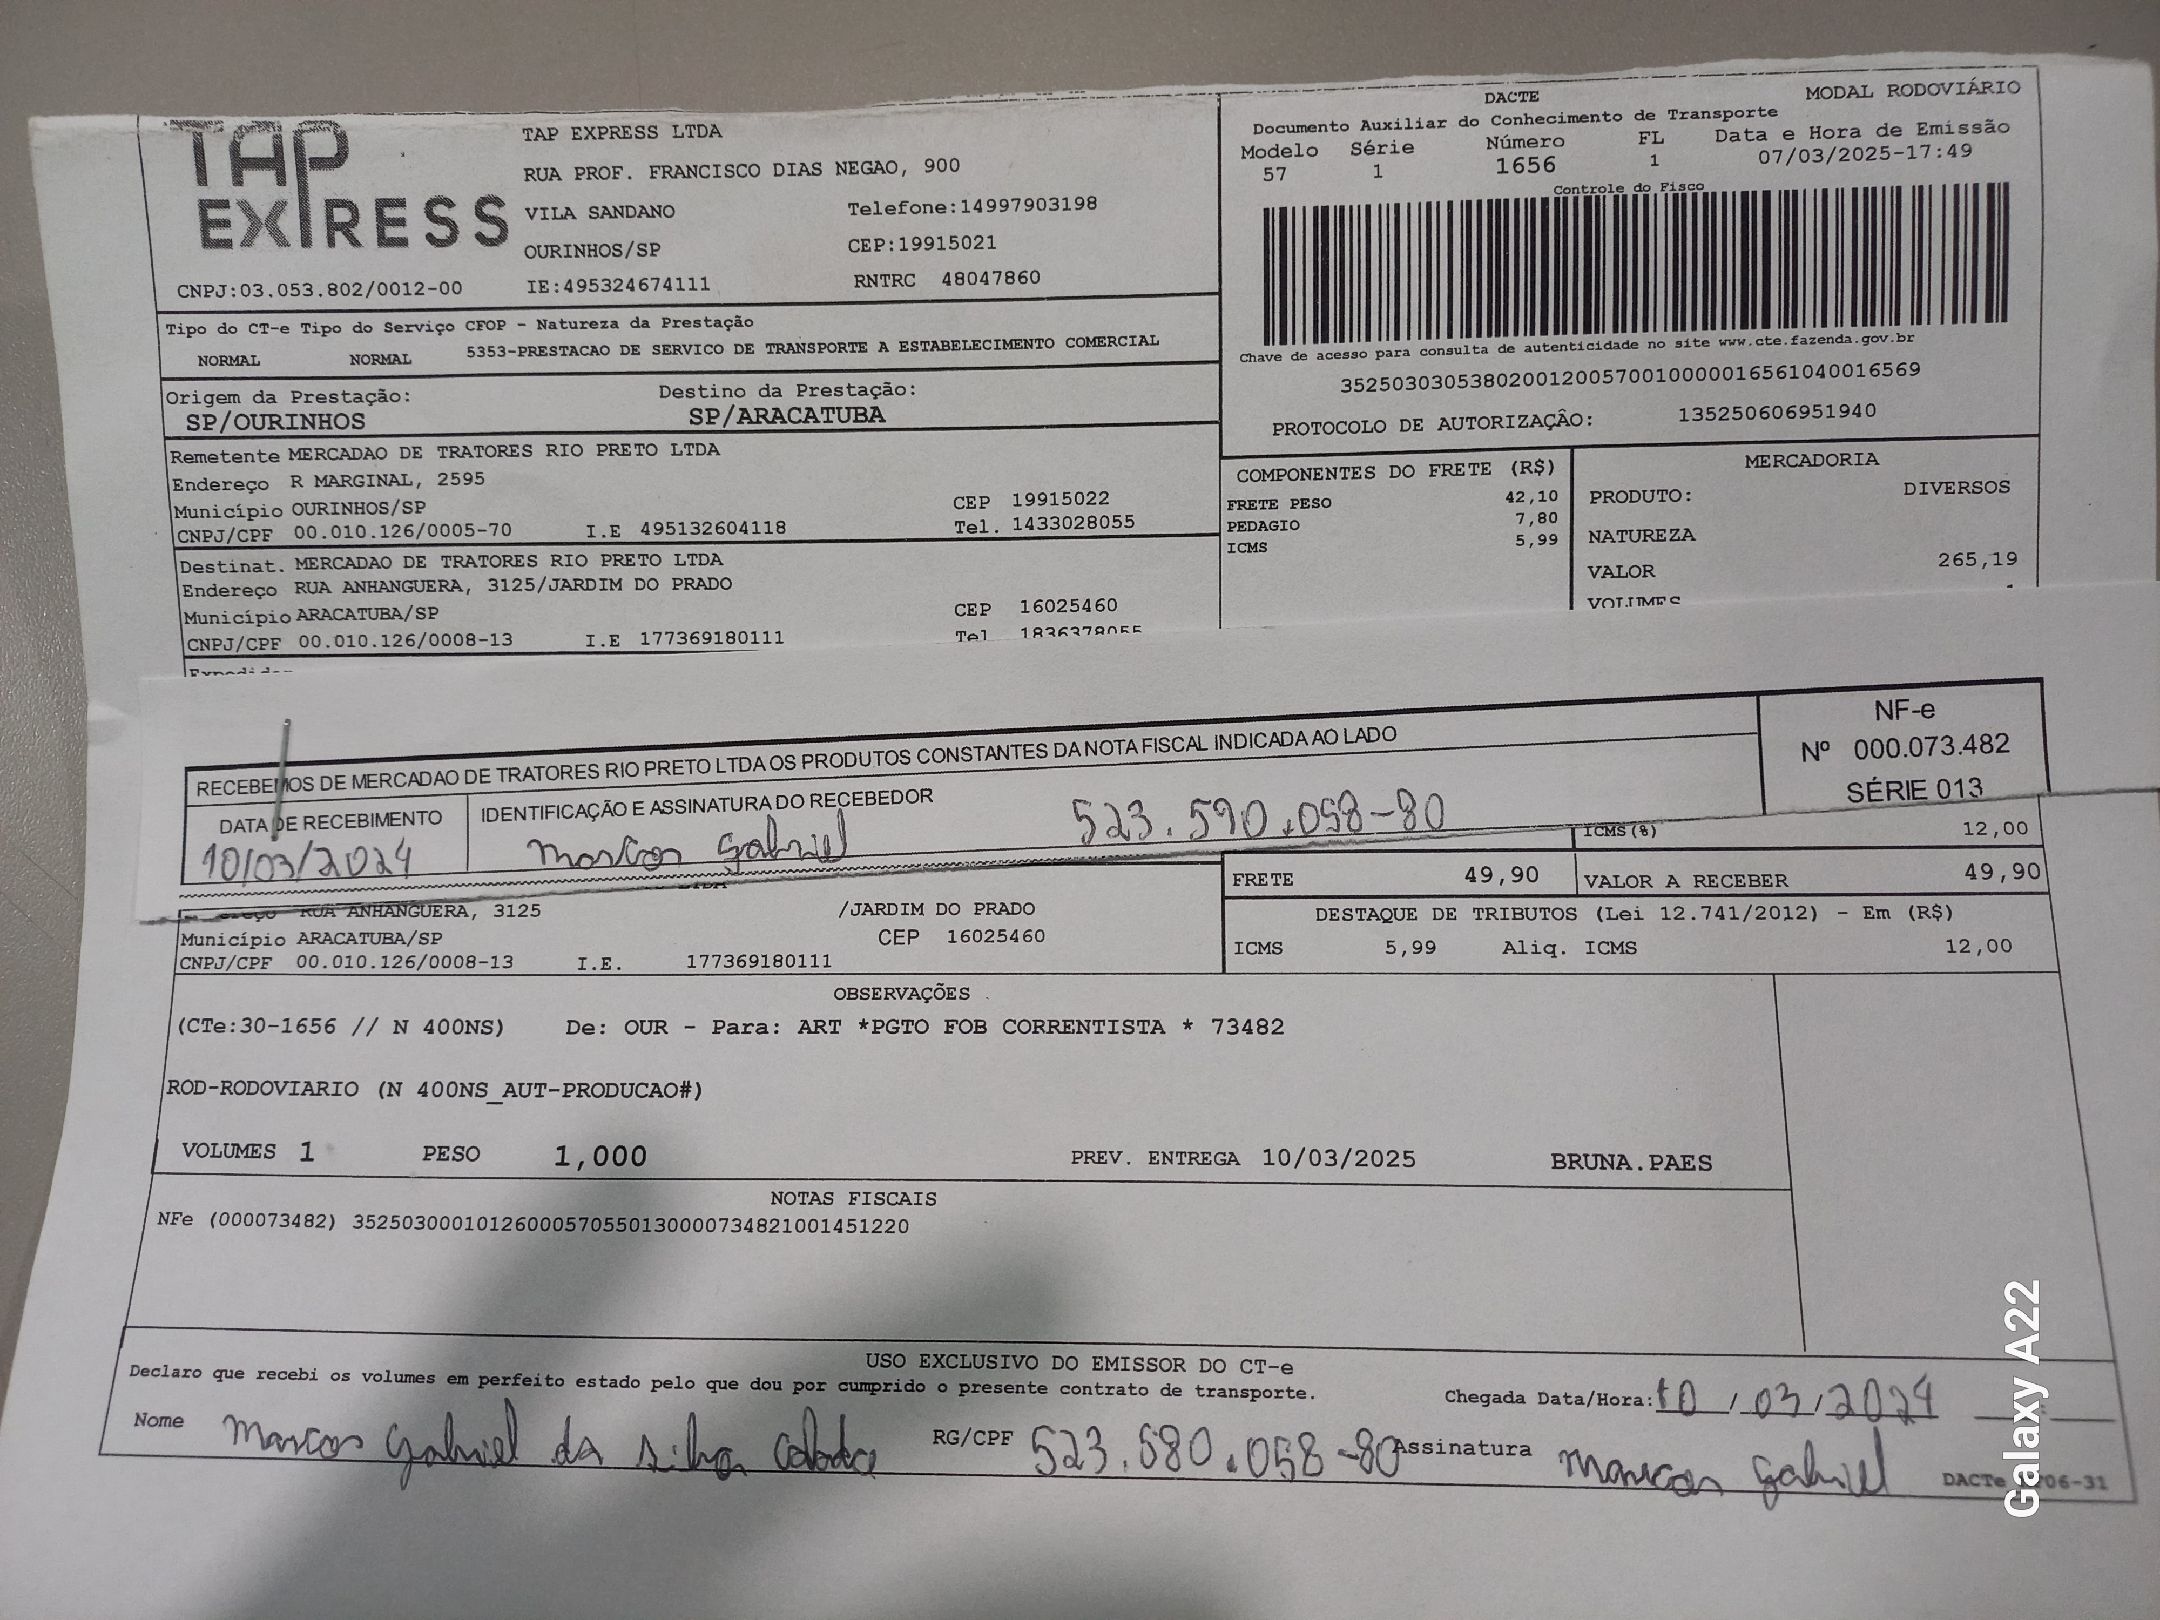 TAP
EXPRESS
TAP EXPRESS LTDA
RUA PROF. FRANCISCO DIAS NEGAO, 900
VILA SANDANO Telefone:14997903198
OURINHOS/SP CEP:19915021
CNPJ:03.053.802/0012-00 IE:495324674111 RNTRC 48047860
DACTE MODAL RODOVIÁRIO
Documento Auxiliar do Conhecimento de Transporte
Modelo Série Número FL Data e Hora de Emissão
57 1 1656 1 07/03/2025-17:49
Controle do Fisco
Chave de acesso para consulta de autenticidade no site www.cte.fazenda.gov.br
35250303053802001200570010000016561040016569
PROTOCOLO DE AUTORIZAÇÃO: 135250606951940
Tipo do CT-e Tipo do Serviço CFOP - Natureza da Prestação
NORMAL NORMAL 5353-PRESTACAO DE SERVICO DE TRANSPORTE A ESTABELECIMENTO COMERCIAL
Origem da Prestação: Destino da Prestação:
SP/OURINHOS SP/ARACATUBA
Remetente MERCADAO DE TRATORES RIO PRETO LTDA
Endereço R MARGINAL, 2595
Município OURINHOS/SP CEP 19915022
CNPJ/CPF 00.010.126/0005-70 I.E 495132604118 Tel. 1433028055
Destinat. MERCADAO DE TRATORES RIO PRETO LTDA
Endereço RUA ANHANGUERA, 3125/JARDIM DO PRADO
Município ARACATUBA/SP CEP 16025460
CNPJ/CPF 00.010.126/0008-13 I.E 177369180111 Tel 1836378055
COMPONENTES DO FRETE (R$)
FRETE PESO 42,10
PEDAGIO 7,80
ICMS 5,99
MERCADORIA
PRODUTO: DIVERSOS
NATUREZA
VALOR 265,19
VOLUMES
RECEBEMOS DE MERCADAO DE TRATORES RIO PRETO LTDA OS PRODUTOS CONSTANTES DA NOTA FISCAL INDICADA AO LADO
NF-e
Nº 000.073.482
SÉRIE 013
DATA DE RECEBIMENTO IDENTIFICAÇÃO E ASSINATURA DO RECEBEDOR
10/03/2024 Marcos Gabriel 523.590.058-80
ICMS(%) 12,00
FRETE 49,90 VALOR A RECEBER 49,90
RUA ANHANGUERA, 3125 /JARDIM DO PRADO
Município ARACATUBA/SP CEP 16025460
CNPJ/CPF 00.010.126/0008-13 I.E. 177369180111
DESTAQUE DE TRIBUTOS (Lei 12.741/2012) - Em (R$)
ICMS 5,99 Aliq. ICMS 12,00
OBSERVAÇÕES
(CTe:30-1656 // N 400NS) De: OUR - Para: ART *PGTO FOB CORRENTISTA * 73482
ROD-RODOVIARIO (N 400NS_AUT-PRODUCAO#)
VOLUMES 1 PESO 1,000 PREV. ENTREGA 10/03/2025 BRUNA.PAES
NOTAS FISCAIS
NFe (000073482) 35250300010126000570550130000734821001451220
USO EXCLUSIVO DO EMISSOR DO CT-e
Declaro que recebi os volumes em perfeito estado pelo que dou por cumprido o presente contrato de transporte.
Chegada Data/Hora: 10/03/2024
Nome Marcos Gabriel da Silva RG/CPF 523.580.058-80 Assinatura Marcos Gabriel
DACTe 06-31
Galaxy A22